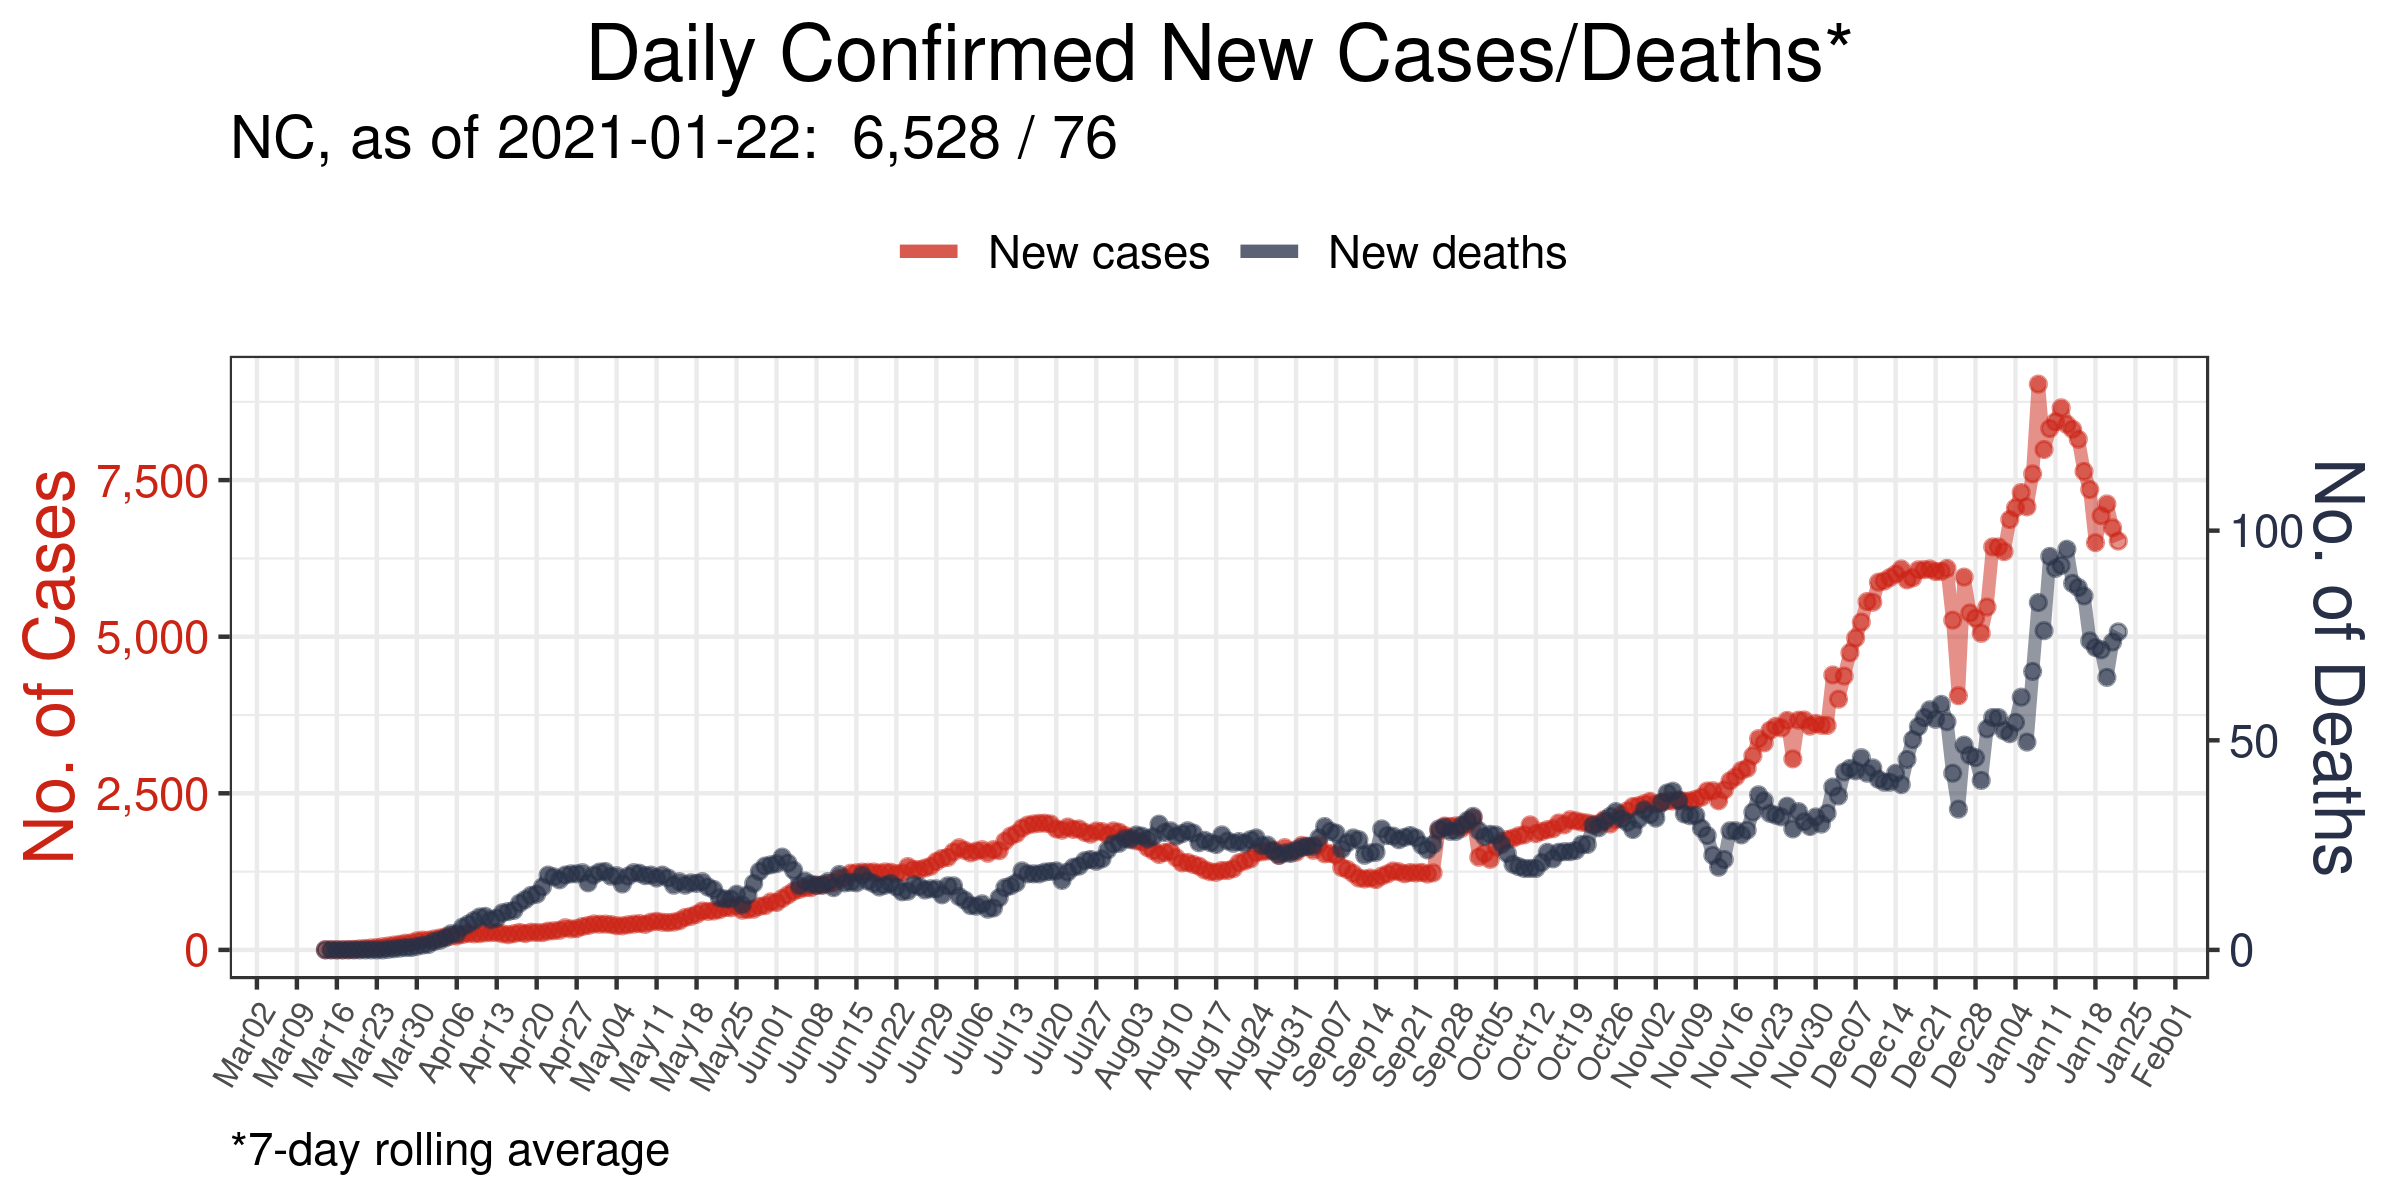 Daily Confirmed New Cases/Deaths*
NC, as of 2021-01-22:  6,528 / 76
New cases
New deaths
No. of Cases
7,500
5,000
2,500
0
No. of Deaths
100
50
0
Mar02
Mar09
Mar16
Mar23
Mar30
Apr06
Apr13
Apr20
Apr27
May04
May11
May18
May25
Jun01
Jun08
Jun15
Jun22
Jun29
Jul06
Jul13
Jul20
Jul27
Aug03
Aug10
Aug17
Aug24
Aug31
Sep07
Sep14
Sep21
Sep28
Oct05
Oct12
Oct19
Oct26
Nov02
Nov09
Nov16
Nov23
Nov30
Dec07
Dec14
Dec21
Dec28
Jan04
Jan11
Jan18
Jan25
Feb01
*7-day rolling average